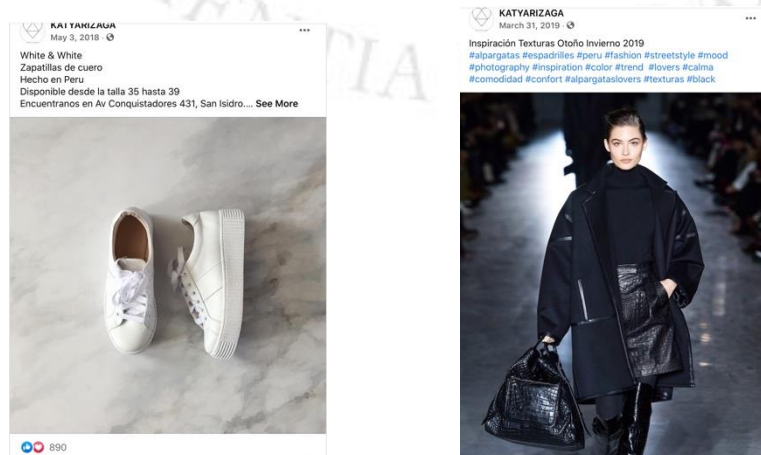 KATYARIZAGA
May 3, 2018
White & White
Zapatillas de cuero
Hecho en Peru
Disponible desde la talla 35 hasta 39
Encuentranos en Av Conquistadores 431, San Isidro.... See More
890
KATYARIZAGA
March 31, 2019
Inspiración Texturas Otoño Invierno 2019
#alpargatas #espadrilles #peru #fashion #streetstyle #mood
#photography #inspiration #color #trend #lovers #calma
#comodidad #confort #alpargataslovers #texturas #black